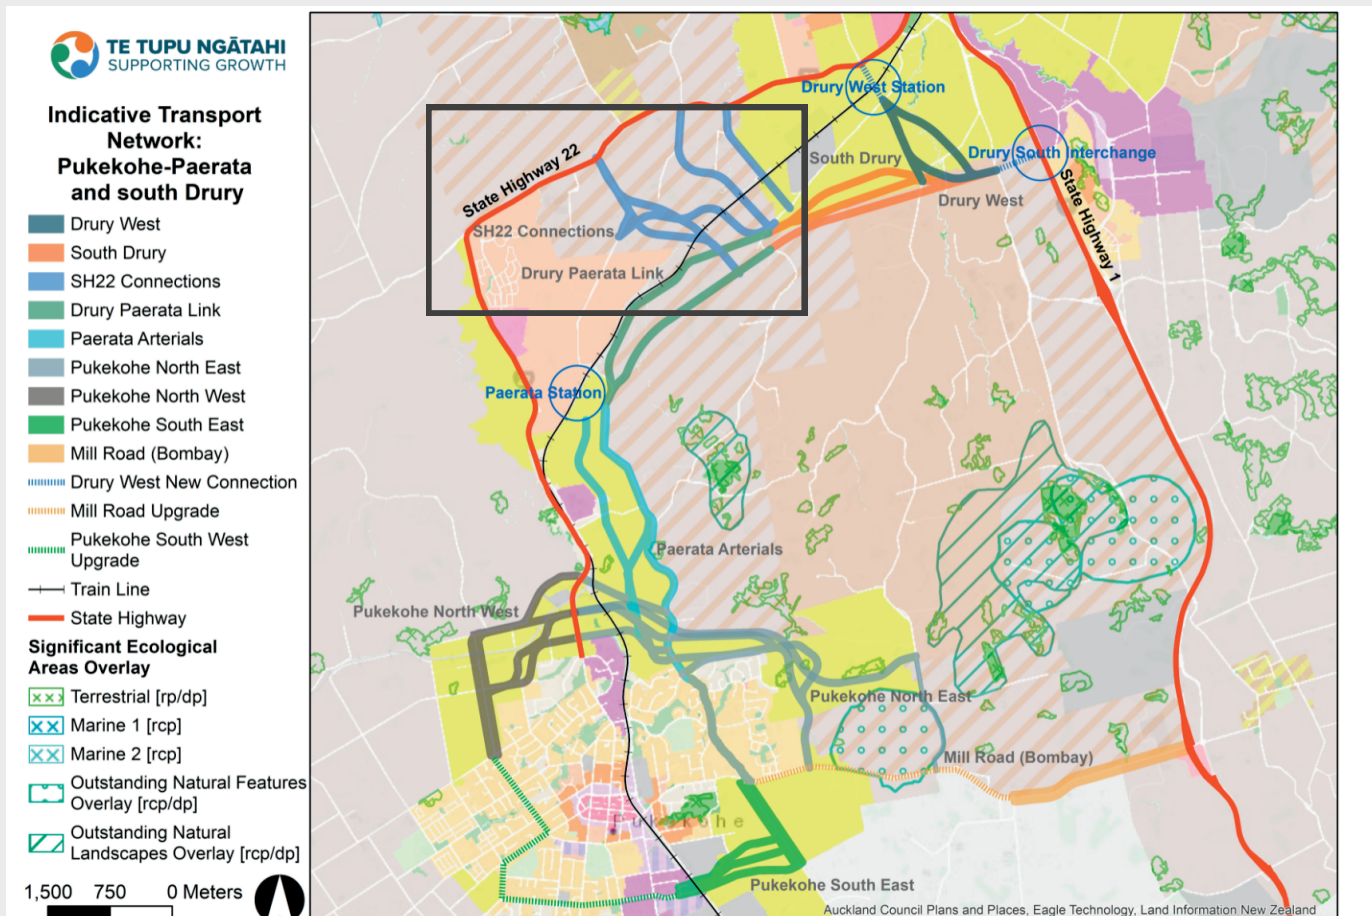 TE TUPU NGĀTAHI
SUPPORTING GROWTH
Indicative Transport
Network:
Pukekohe-Paerata
and south Drury
Drury West
South Drury
SH22 Connections
Drury Paerata Link
Paerata Arterials
Pukekohe North East
Pukekohe North West
Pukekohe South East
Mill Road (Bombay)
Drury West New Connection
Mill Road Upgrade
Pukekohe South West
Upgrade
Train Line
State Highway
Significant Ecological
Areas Overlay
Terrestrial [rp/dp]
Marine 1 [rcp]
Marine 2 [rcp]
Outstanding Natural Features
Overlay [rcp/dp]
Outstanding Natural
Landscapes Overlay [rcp/dp]
1,500 750 0 Meters
Drury West Station
South Drury
Drury South Interchange
State Highway 22
Drury West
State Highway 1
SH22 Connections
Drury Paerata Link
Paerata Station
Paerata Arterials
Pukekohe North West
Pukekohe North East
Mill Road (Bombay)
Pukekohe
Pukekohe South East
Auckland Council Plans and Places, Eagle Technology, Land Information New Zealand